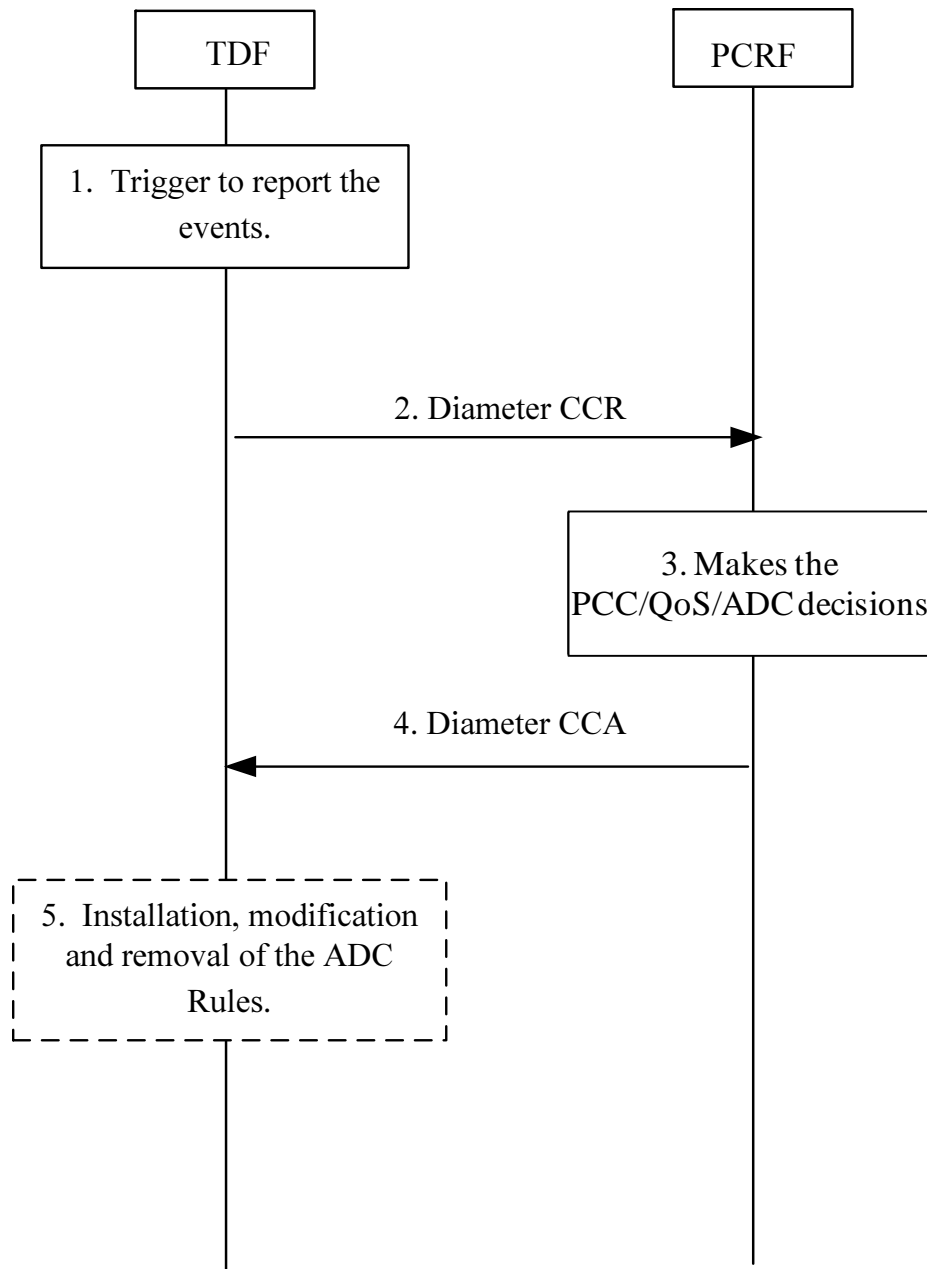 TDF
PCRF
1. Trigger to report the
events.
2. Diameter CCR
3. Makes the
PCC/QoS/ADC decisions
4. Diameter CCA
5. Installation, modification
and removal of the ADC
Rules.